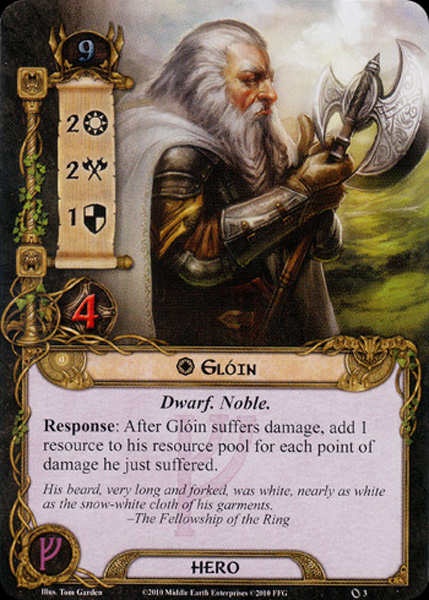 9
2
2
1
4
Glóin
Dwarf. Noble.
Response: After Glóin suffers damage, add 1
resource to his resource pool for each point of
damage he just suffered.
His beard, very long and forked, was white, nearly as white
as the snow-white cloth of his garments.
–The Fellowship of the Ring
HERO
Illus. Tom Garden ©2010 Middle Earth Enterprises ©2010 FFG 3